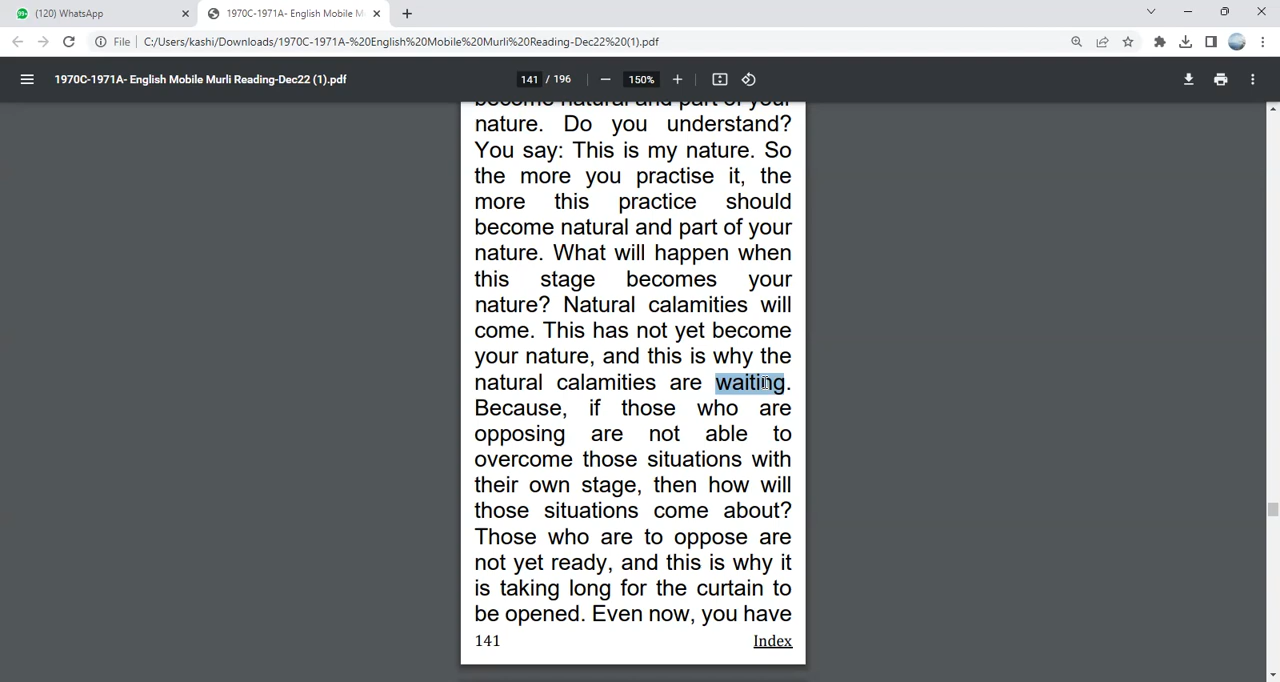 (120) WhatsApp
1970C-1971A- English Mobile M
File
C:/Users/kashi/Downloads/1970C-1971A-%20English%20Mobile%20Murli%20Reading-Dec22%20(1).pdf
1970C-1971A- English Mobile Murli Reading-Dec22 (1).pdf
141 / 196
150%
become natural and part of your
nature. Do you understand?
You say: This is my nature. So
the more you practise it, the
more this practice should
become natural and part of your
nature. What will happen when
this stage becomes your
nature? Natural calamities will
come. This has not yet become
your nature, and this is why the
natural calamities are waiting.
Because, if those who are
opposing are not able to
overcome those situations with
their own stage, then how will
those situations come about?
Those who are to oppose are
not yet ready, and this is why it
is taking long for the curtain to
be opened. Even now, you have
141
Index